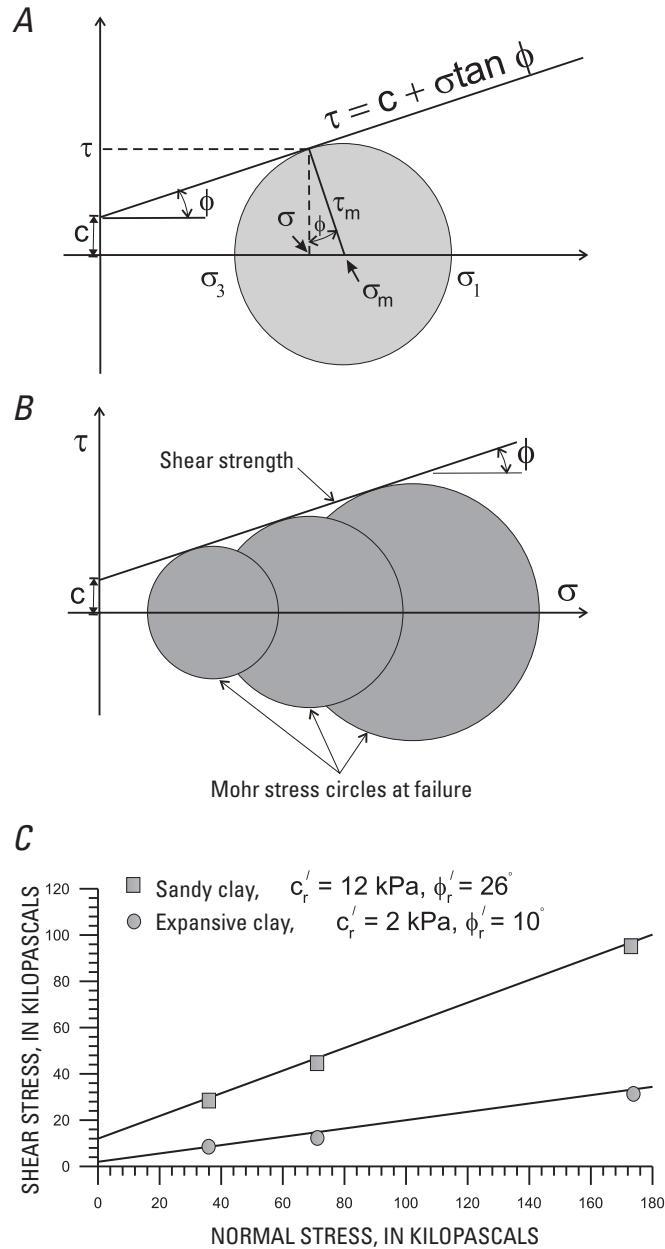 A
τ = c + σtan ϕ
τ
ϕ
c
σ
ϕ
τm
σ3
σm
σ1
B
τ
Shear strength
ϕ
c
σ
Mohr stress circles at failure
C
Sandy clay, c′r = 12 kPa, ϕ′r = 26°
Expansive clay, c′r = 2 kPa, ϕ′r = 10°
SHEAR STRESS, IN KILOPASCALS
120
100
80
60
40
20
0
0 20 40 60 80 100 120 140 160 180
NORMAL STRESS, IN KILOPASCALS